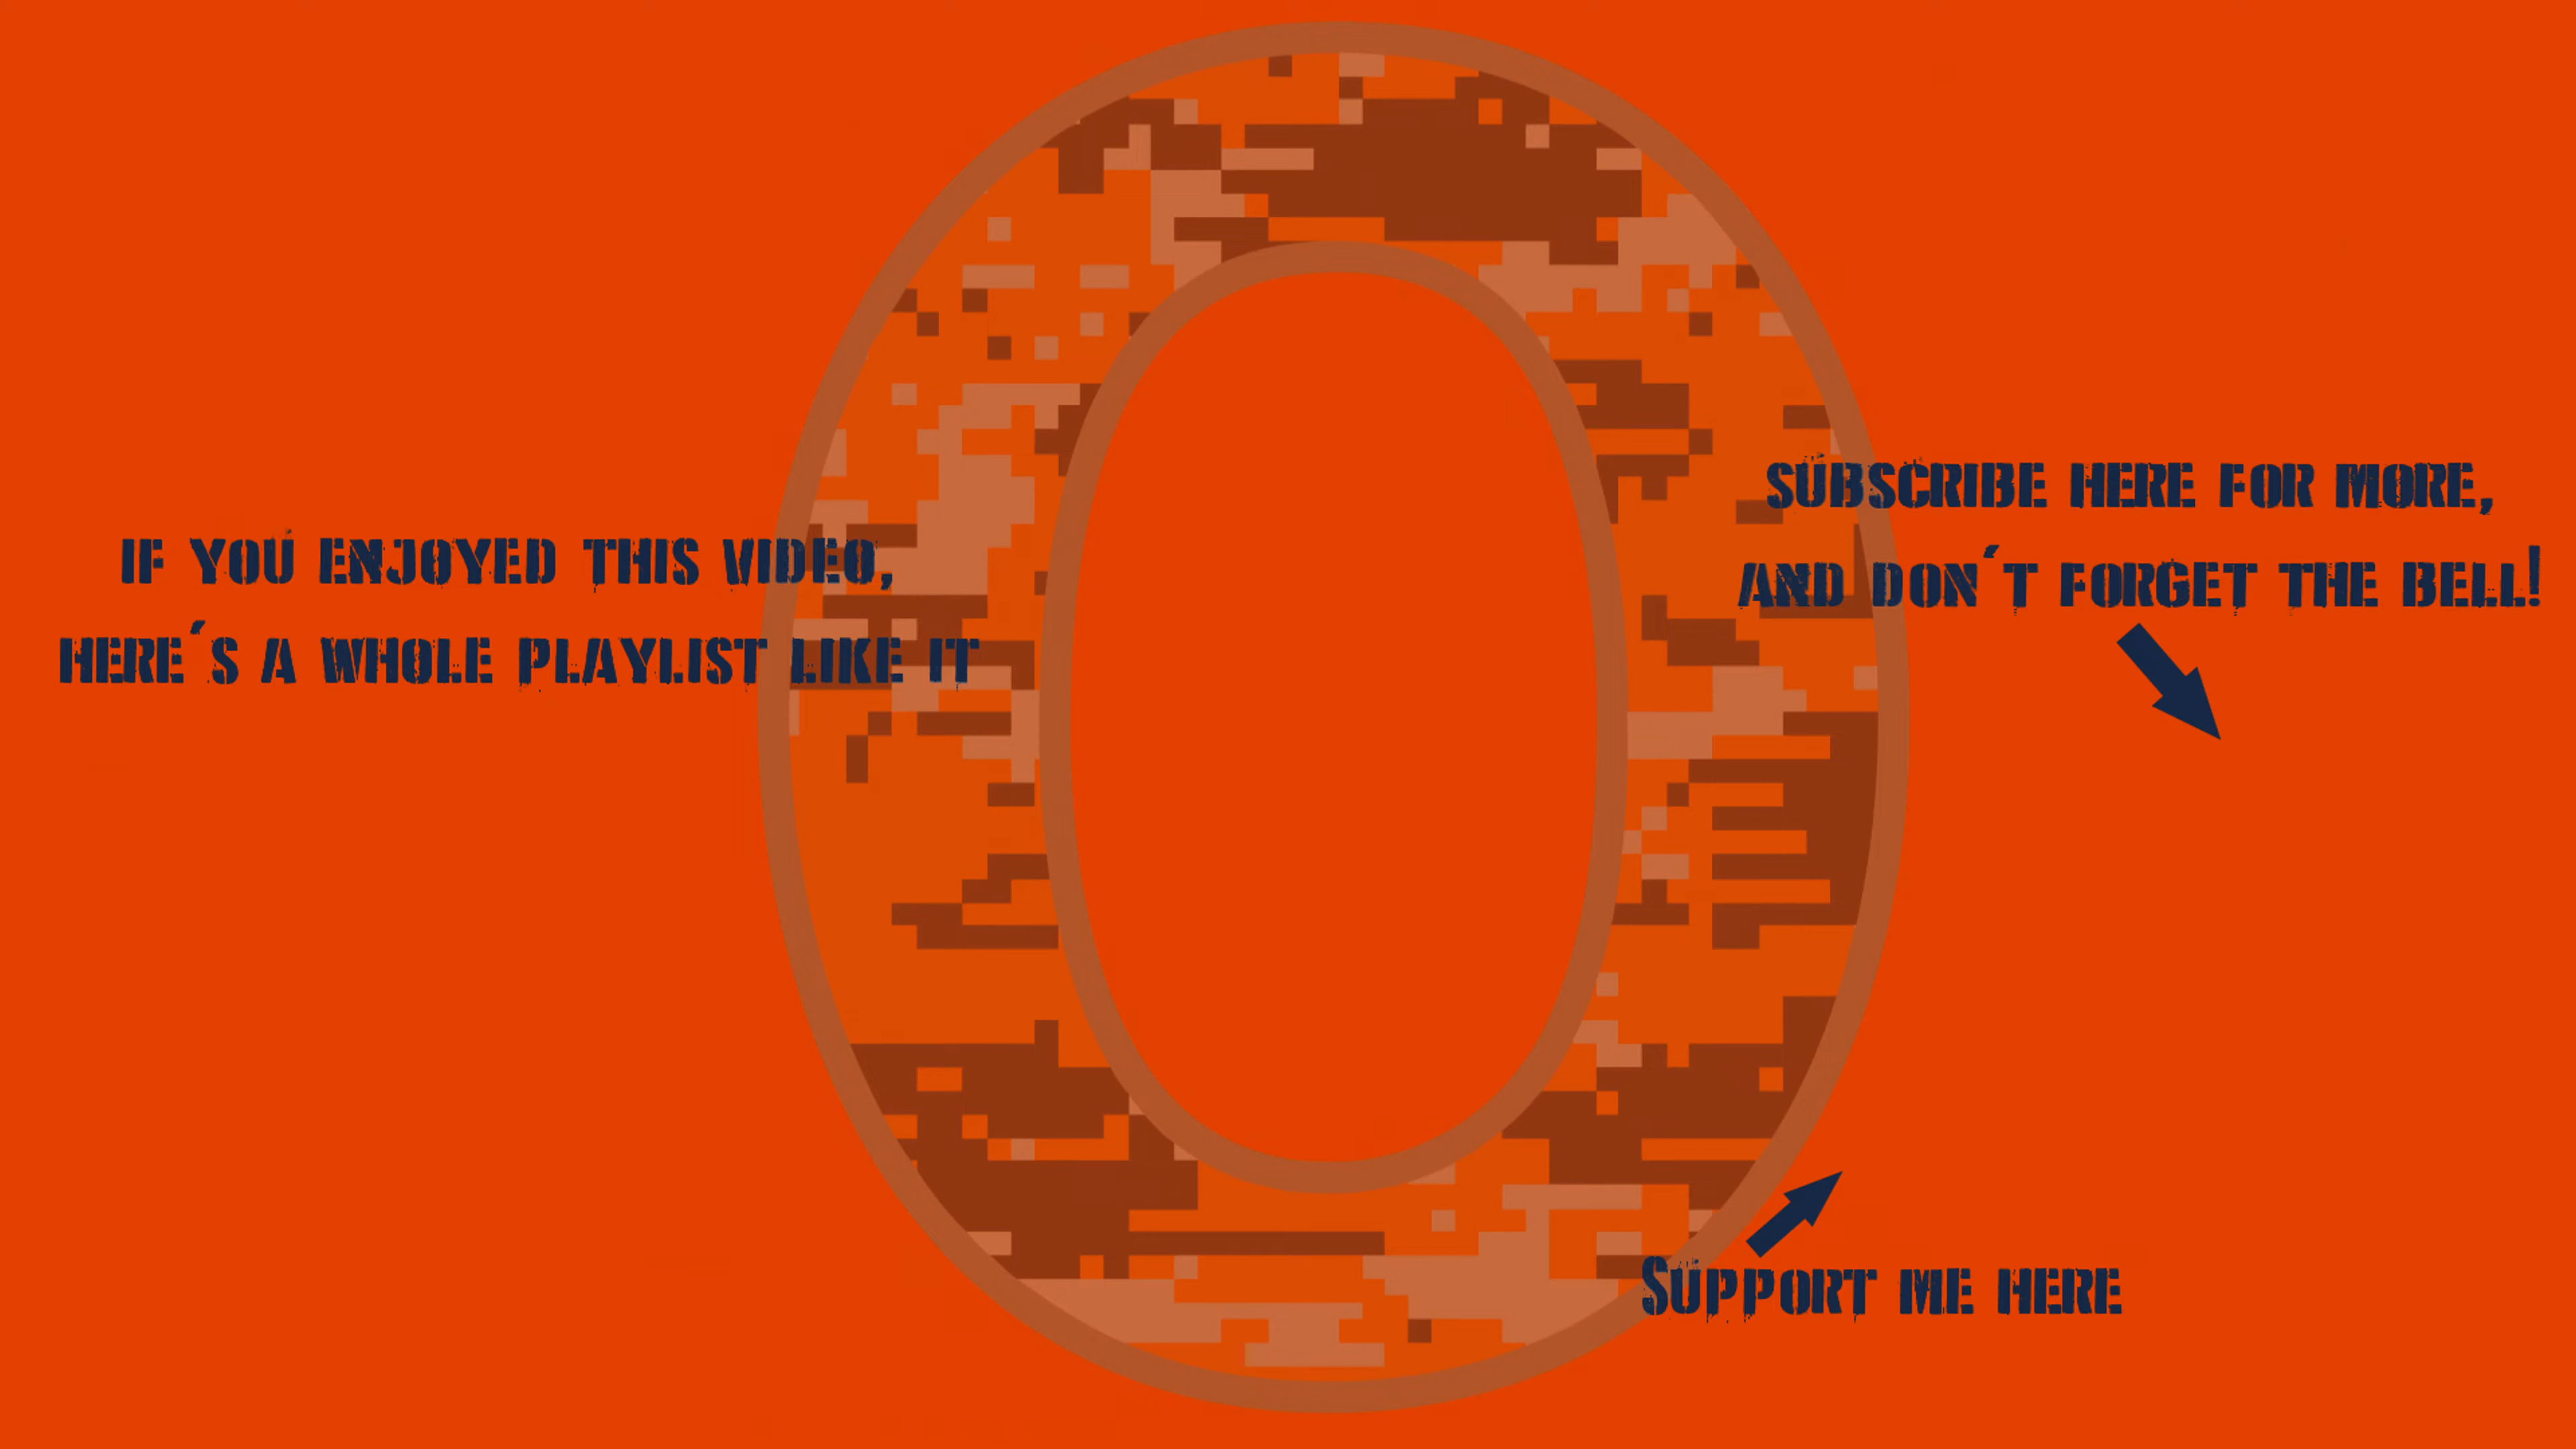 IF YOU ENJOYED THIS VIDEO,
HERE´S A WHOLE PLAYLIST LIKE IT
SUBSCRIBE HERE FOR MORE,
AND DON´T FORGET THE BELL!
SUPPORT ME HERE
O